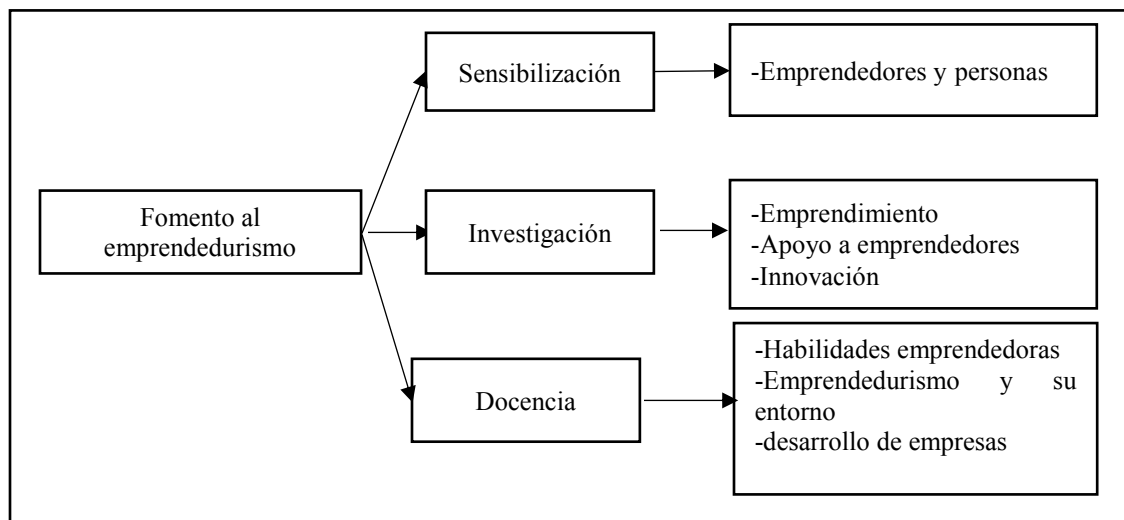 Sensibilización
-Emprendedores y personas
Fomento al
emprendedurismo
Investigación
-Emprendimiento
-Apoyo a emprendedores
-Innovación
Docencia
-Habilidades emprendedoras
-Emprendedurismo y su
entorno
-desarrollo de empresas